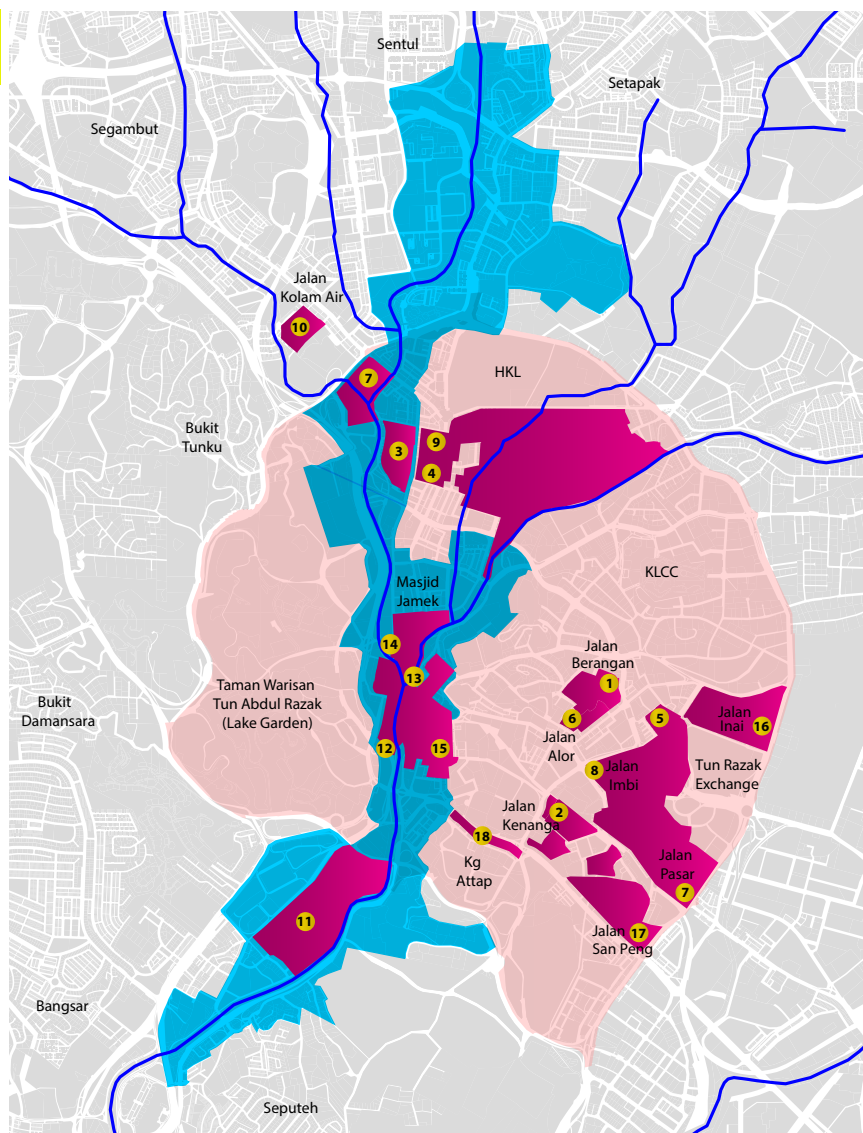 Sentul
Setapak
Segambut
Jalan
Kolam Air
10
HKL
7
Bukit
Tunku
3
9
4
KLCC
Masjid
Jamek
14
13
Jalan
Berangan
1
Taman Warisan
Tun Abdul Razak
(Lake Garden)
Bukit
Damansara
6
5
Jalan
Inai
16
Jalan
Alor
12
15
8
Jalan
Imbi
Tun Razak
Exchange
Jalan
Kenanga
2
18
Kg
Attap
Jalan
Pasar
7
11
Jalan
San Peng
17
Bangsar
Seputeh